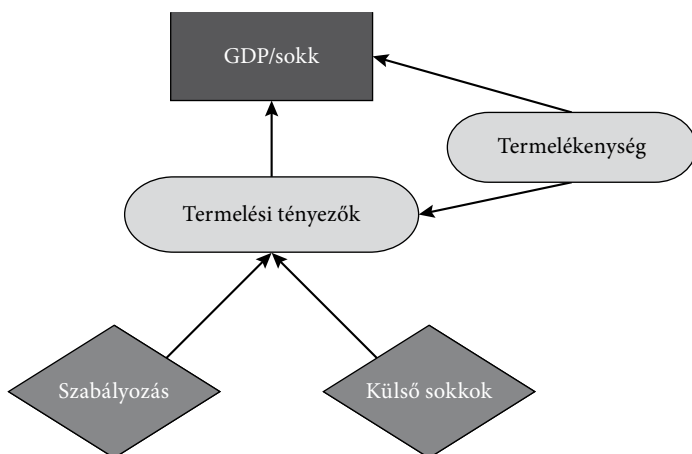 GDP/sokk
Termelékenység
Termelési tényezők
Szabályozás
Külső sokkok